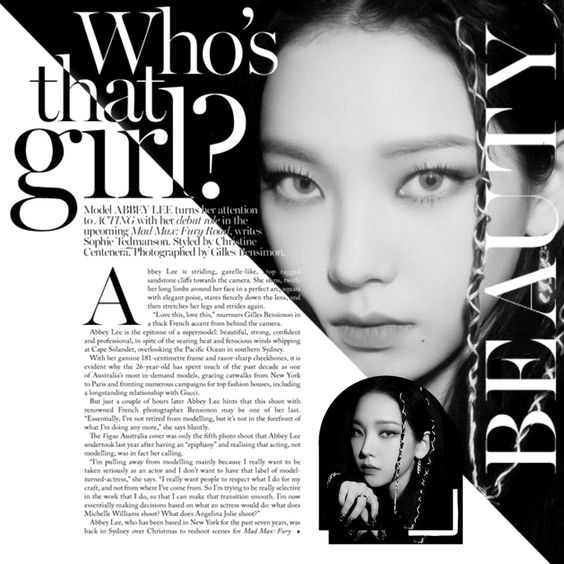 Who's
that
girl?
Model ABBEY LEE turns her attention
to ACTING with her debut role in the
upcoming Mad Max: Fury Road, writes
Sophie Tedmanson. Styled by Christine
Centenera. Photographed by Gilles Bensimon.
Abbey Lee is striding, gazelle-like, atop ragged
sandstone cliffs towards the camera. She stops, twirls
her long limbs around her face in a perfect arc, squats
with elegant poise, stares fiercely down the lens, and
then stretches her legs and strides again.
"Love this, love this," murmurs Gilles Bensimon in
a thick French accent from behind the camera.
Abbey Lee is the epitome of a supermodel: beautiful, strong, confident
and professional, in spite of the searing heat and ferocious winds whipping
at Cape Solander, overlooking the Pacific Ocean in southern Sydney.
With her gamine 181-centimetre frame and razor-sharp cheekbones, it is
evident why the 26-year-old has spent much of the past decade as one
of Australia's most in-demand models, gracing catwalks from New York
to Paris and fronting numerous campaigns for top fashion houses, including
a longstanding relationship with Gucci.
But just a couple of hours later Abbey Lee hints that this shoot with
renowned French photographer Bensimon may be one of her last.
"Essentially, I've not retired from modelling, but it's not in the forefront of
what I'm doing any more," she says bluntly.
The Vogue Australia cover was only the fifth photo shoot that Abbey Lee
undertook last year after having an "epiphany" and realising that acting, not
modelling, was in fact her calling.
"I'm pulling away from modelling mainly because I really want to be
taken seriously as an actor and I don't want to have that label of model-
turned-actress," she says. "I really want people to respect what I do for my
craft, and not from where I've come from. So I'm trying to be really selective
in the work that I do, so that I can make that transition smooth. I'm now
essentially making decisions based on what an actress would do: what does
Michelle Williams shoot? What does Angelina Jolie shoot?"
Abbey Lee, who has been based in New York for the past seven years, was
back in Sydney over Christmas to reshoot scenes for Mad Max: Fury
BEAUTY